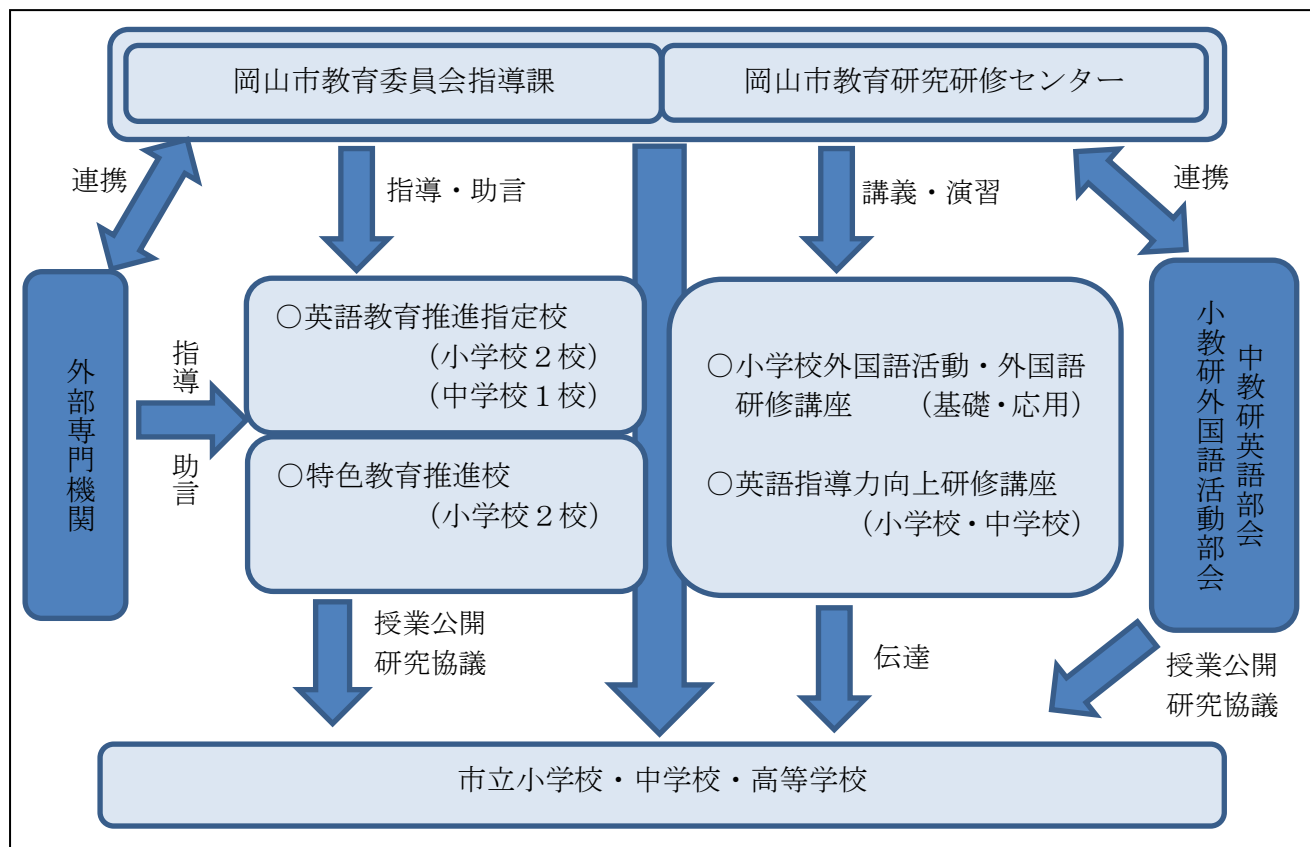 岡山市教育委員会指導課
岡山市教育研究研修センター
連携
指導・助言
講義・演習
連携
外部専門機関
指導
助言
○英語教育推進指定校
（小学校２校）
（中学校１校）
○特色教育推進校
（小学校２校）
○小学校外国語活動・外国語
研修講座　　（基礎・応用）
○英語指導力向上研修講座
（小学校・中学校）
中教研英語部会
小教研外国語活動部会
授業公開
研究協議
伝達
授業公開
研究協議
市立小学校・中学校・高等学校